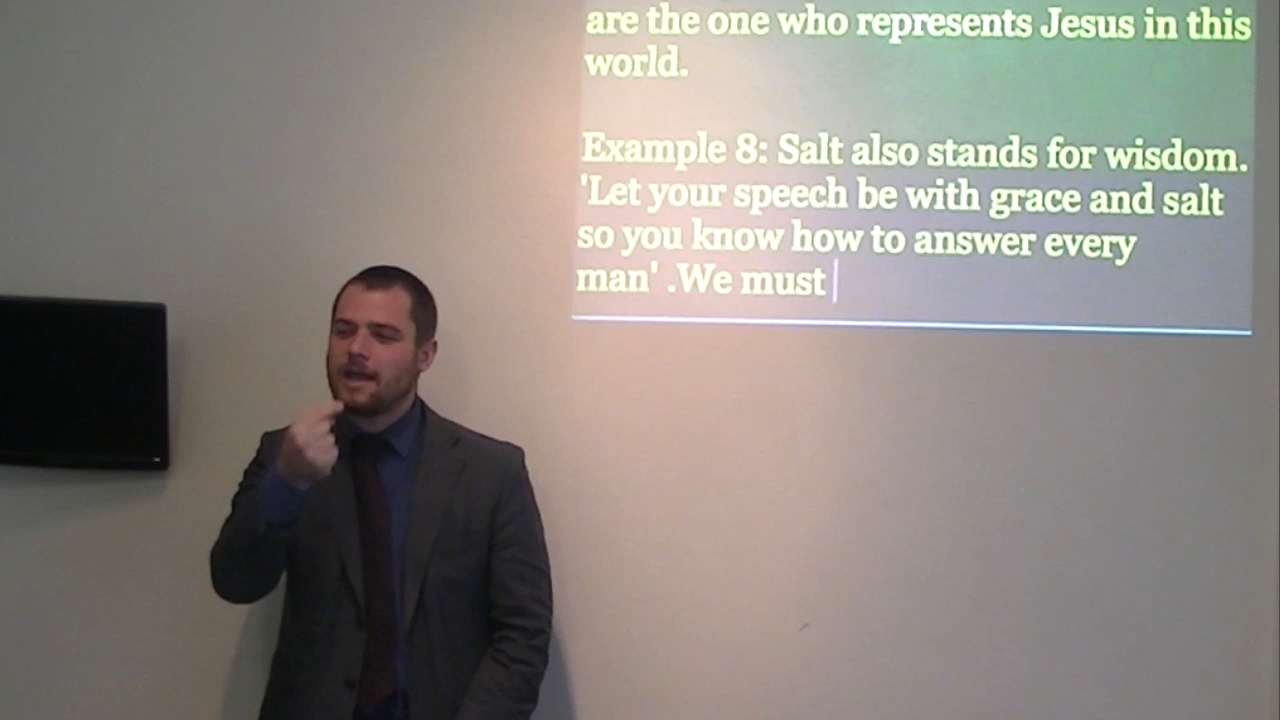 are the one who represents Jesus in this
world.
Example 8: Salt also stands for wisdom.
'Let your speech be with grace and salt
so you know how to answer every
man' .We must